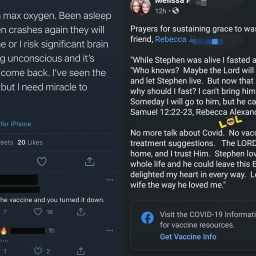 max oxygen. Been asleep
n crashes again they will
e or I risk significant brain
g unconscious and it's
come back. I've seen the
but I need miracle to
for iPhone
eets 20 Likes
the vaccine and you turned it down.
7 18
1 2
Melissa
12h
Prayers for sustaining grace to was
friend, Rebecca
"While Stephen was alive I fasted a
"Who knows? Maybe the Lord will
and let Stephen live. But now that
why should I fast? I can't bring him
Someday I will go to him, but he ca
Samuel 12:22-23, Rebecca Alexand
LOL
No more talk about Covid. No vacc
treatment suggestions. The LORD
home, and I trust Him. Stephen lov
whole life and he could leave this E
delighted my heart in every way. L
wife the way he loved me."
Visit the COVID-19 Informati
for vaccine resources.
Get Vaccine Info